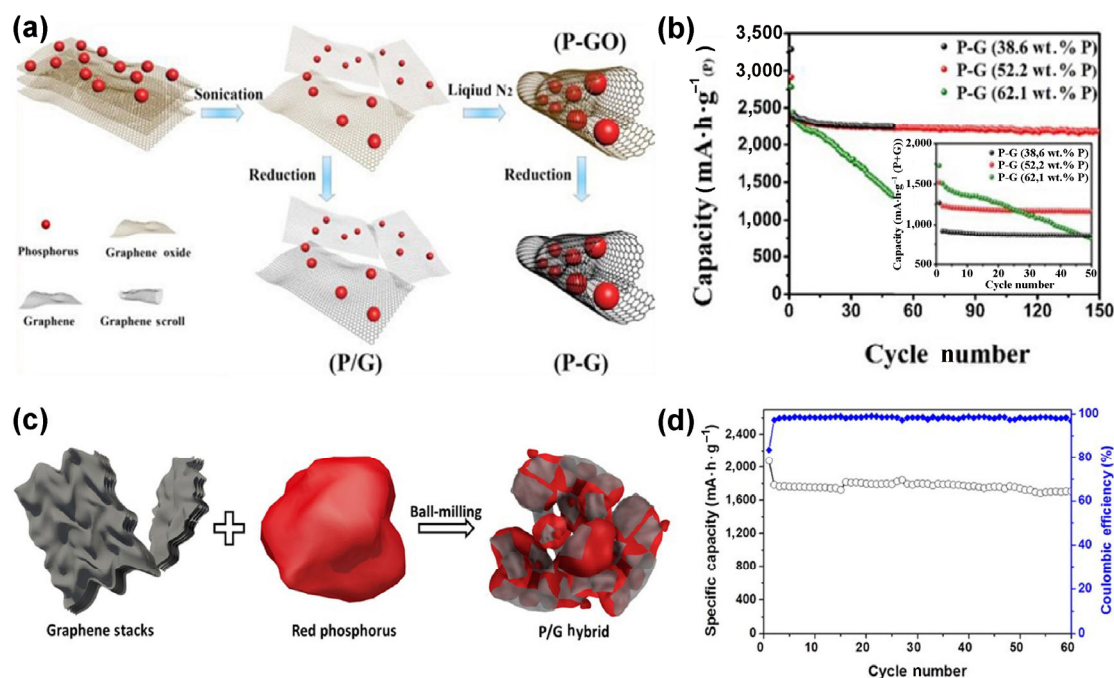 (a)
(P-GO)
Sonication
Liqiud N2
Reduction
Reduction
Phosphorus
Graphene oxide
Graphene
Graphene scroll
(P/G)
(P-G)
(b)
Capacity (mA·h·g⁻¹ (P))
3,500
3,000
2,500
2,000
1,500
1,000
500
0
P-G (38.6 wt.% P)
P-G (52.2 wt.% P)
P-G (62.1 wt.% P)
Capacity (mA·h·g⁻¹ (P+G))
2,000
1,500
1,000
500
P-G (38,6 wt.% P)
P-G (52,2 wt.% P)
P-G (62,1 wt.% P)
0 10 20 30 40 50
Cycle number
0 30 60 90 120 150
Cycle number
(c)
Ball-milling
Graphene stacks
Red phosphorus
P/G hybrid
(d)
Specific capacity (mA·h·g⁻¹)
2,400
2,000
1,600
1,200
800
400
0
Coulombic efficiency (%)
100
80
60
40
20
0
0 10 20 30 40 50 60
Cycle number